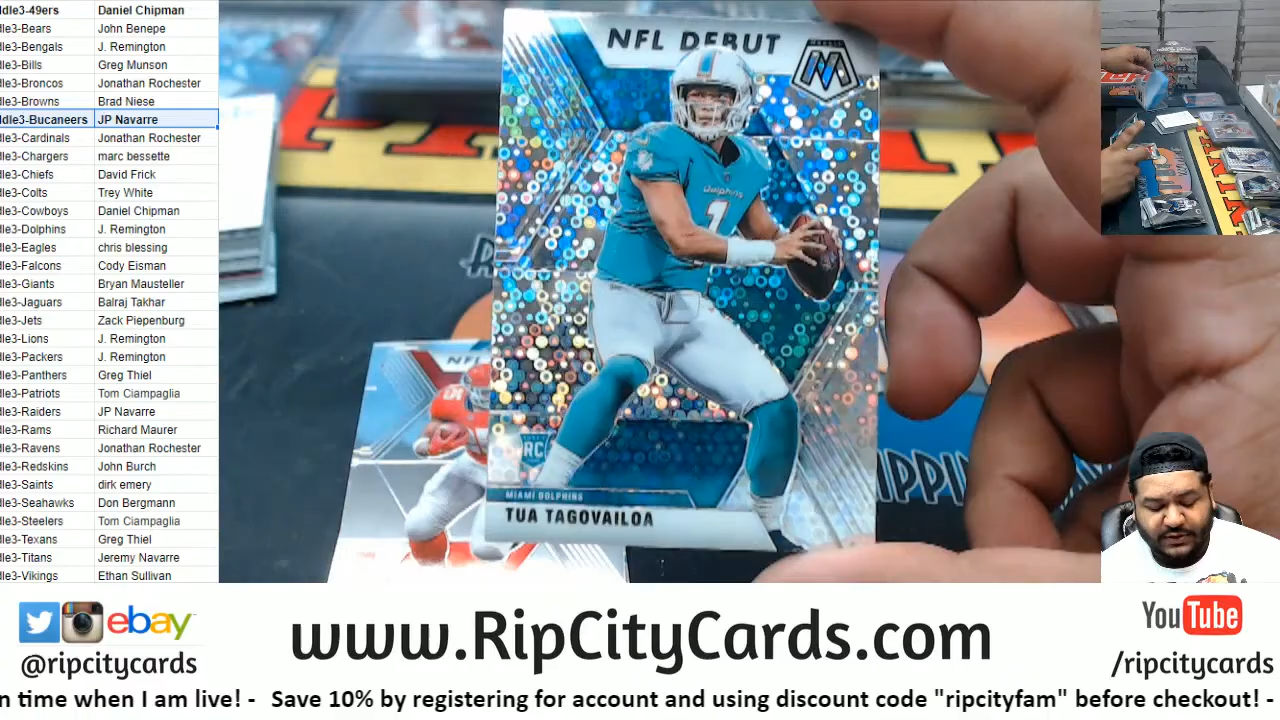 dle3-49ers Daniel Chipman
dle3-Bears John Benepe
dle3-Bengals J. Remington
dle3-Bills Greg Munson
dle3-Broncos Jonathan Rochester
dle3-Browns Brad Niese
ldle3-Bucaneers JP Navarre
dle3-Cardinals Jonathan Rochester
dle3-Chargers marc bessette
dle3-Chiefs David Frick
dle3-Colts Trey White
dle3-Cowboys Daniel Chipman
dle3-Dolphins J. Remington
dle3-Eagles chris blessing
dle3-Falcons Cody Eisman
dle3-Giants Bryan Mausteller
dle3-Jaguars Balraj Takhar
dle3-Jets Zack Piepenburg
dle3-Lions J. Remington
dle3-Packers J. Remington
dle3-Panthers Greg Thiel
dle3-Patriots Tom Ciampaglia
dle3-Raiders JP Navarre
dle3-Rams Richard Maurer
dle3-Ravens Jonathan Rochester
dle3-Redskins John Burch
dle3-Saints dirk emery
dle3-Seahawks Don Bergmann
dle3-Steelers Tom Ciampaglia
dle3-Texans Greg Thiel
dle3-Titans Jeremy Navarre
dle3-Vikings Ethan Sullivan
NFL DEBUT
MOSAIC
M
Dolphins
1
RC
MIAMI DOLPHINS
TUA TAGOVAILOA
NFL
IPPIN
ebay
@ripcitycards
www.RipCityCards.com
YouTube
/ripcitycards
n time when I am live! - Save 10% by registering for account and using discount code "ripcityfam" before checkout! -